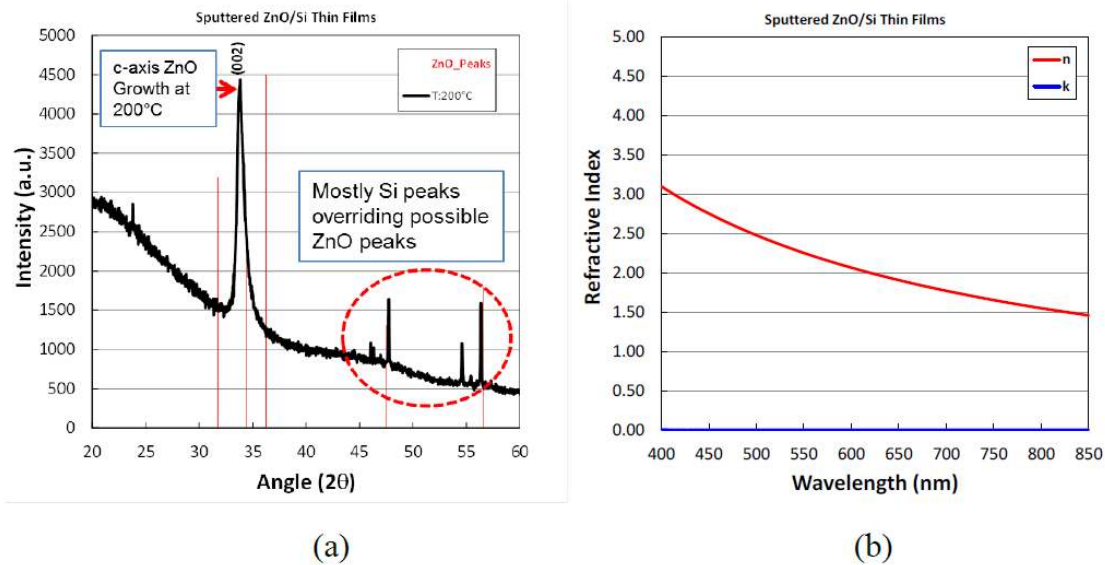 Sputtered ZnO/Si Thin Films
5000
4500
4000
3500
3000
2500
2000
1500
1000
500
0
Intensity (a.u.)
c-axis ZnO
Growth at
200°C
(002)
ZnO_Peaks
T:200°C
Mostly Si peaks
overriding possible
ZnO peaks
20 25 30 35 40 45 50 55 60
Angle (2θ)
(a)
Sputtered ZnO/Si Thin Films
5.00
4.50
4.00
3.50
3.00
2.50
2.00
1.50
1.00
0.50
0.00
Refractive Index
n
k
400 450 500 550 600 650 700 750 800 850
Wavelength (nm)
(b)